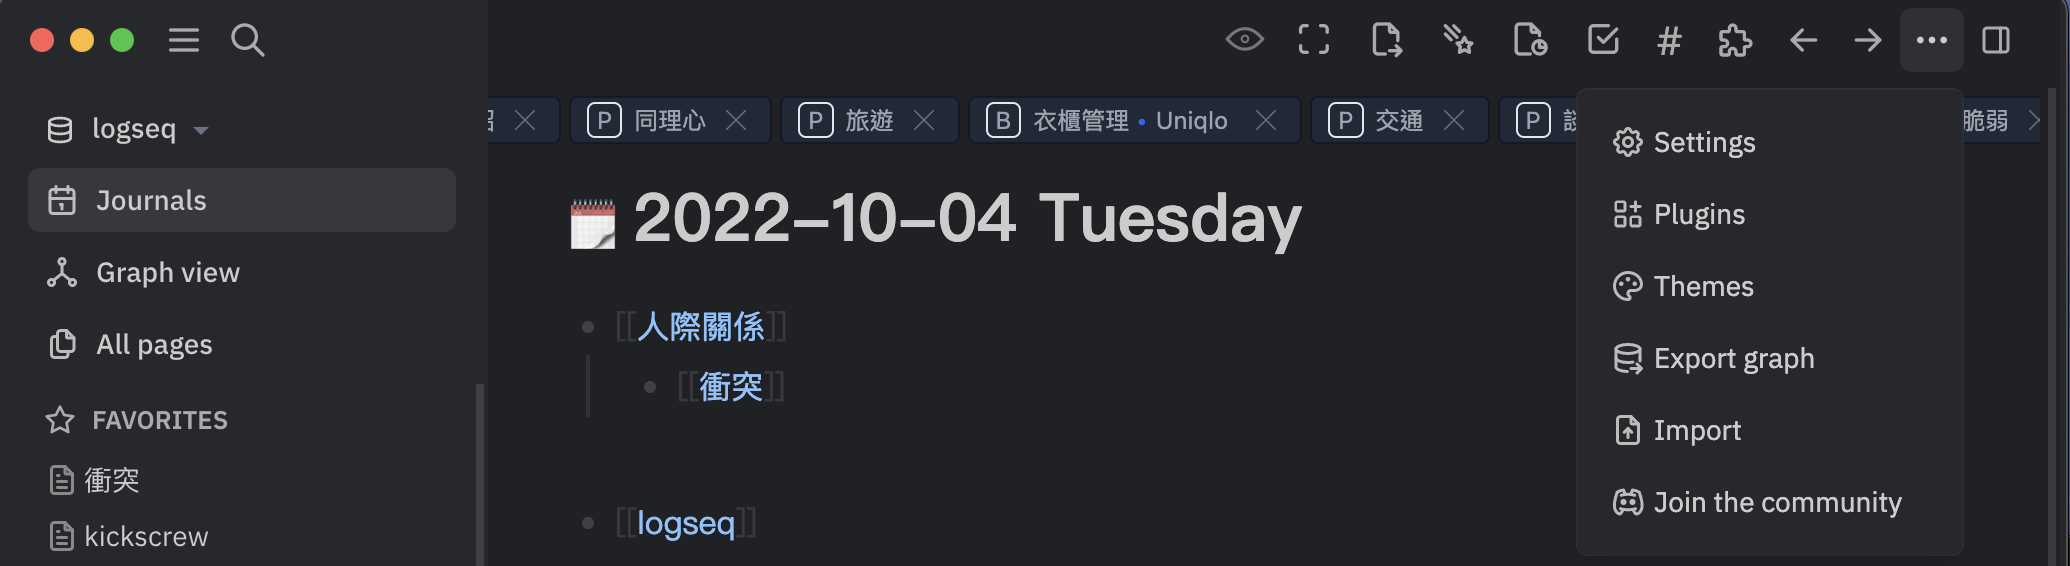 logseq
Journals
Graph view
All pages
FAVORITES
衝突
kickscrew
P 同理心
P 旅遊
B 衣櫃管理 • Uniqlo
P 交通
P
脆弱
2022-10-04 Tuesday
[[人際關係]]
[[衝突]]
[[logseq]]
Settings
Plugins
Themes
Export graph
Import
Join the community